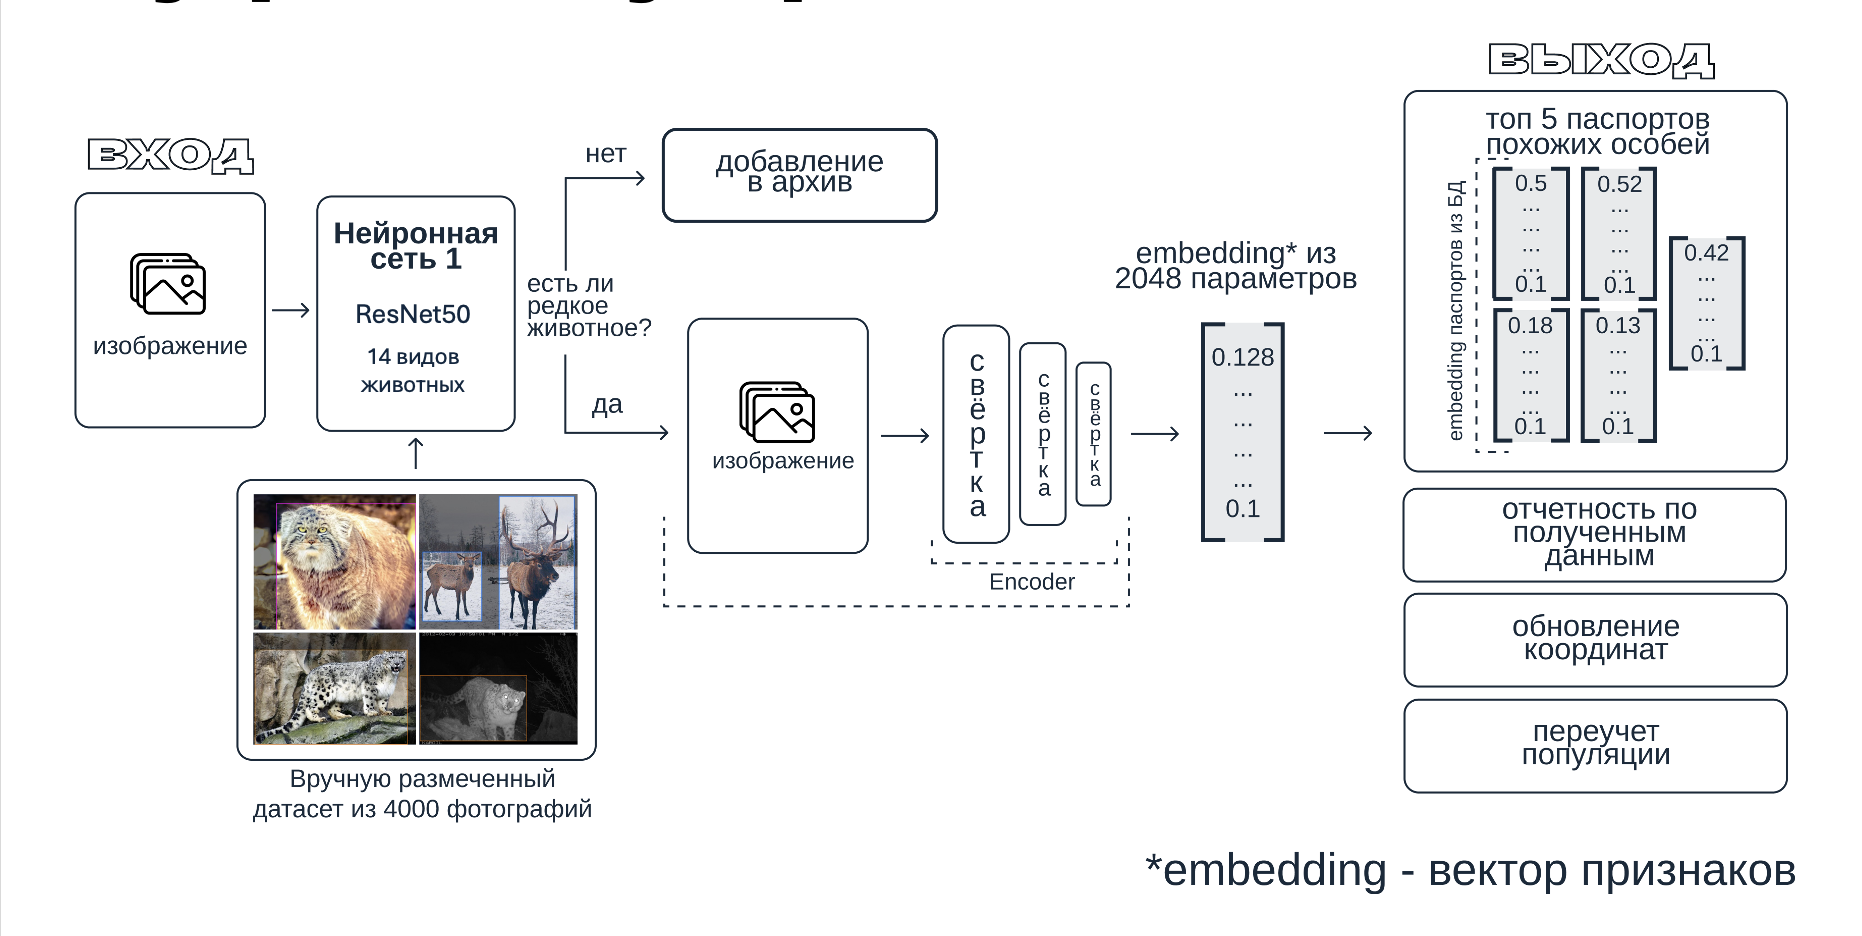 ВХОД
изображение
Нейронная
сеть 1
ResNet50
14 видов
животных
Вручную размеченный
датасет из 4000 фотографий
есть ли
редкое
животное?
нет
добавление
в архив
да
изображение
свёртка
свёртка
свёртка
Encoder
embedding* из
2048 параметров
0.128
...
...
...
...
0.1
ВЫХОД
топ 5 паспортов
похожих особей
embedding паспортов из БД
0.5
...
...
...
...
0.1
0.52
...
...
...
...
0.1
0.42
...
...
...
...
0.1
0.18
...
...
...
...
0.1
0.13
...
...
...
...
0.1
отчетность по
полученным
данным
обновление
координат
переучет
популяции
*embedding - вектор признаков